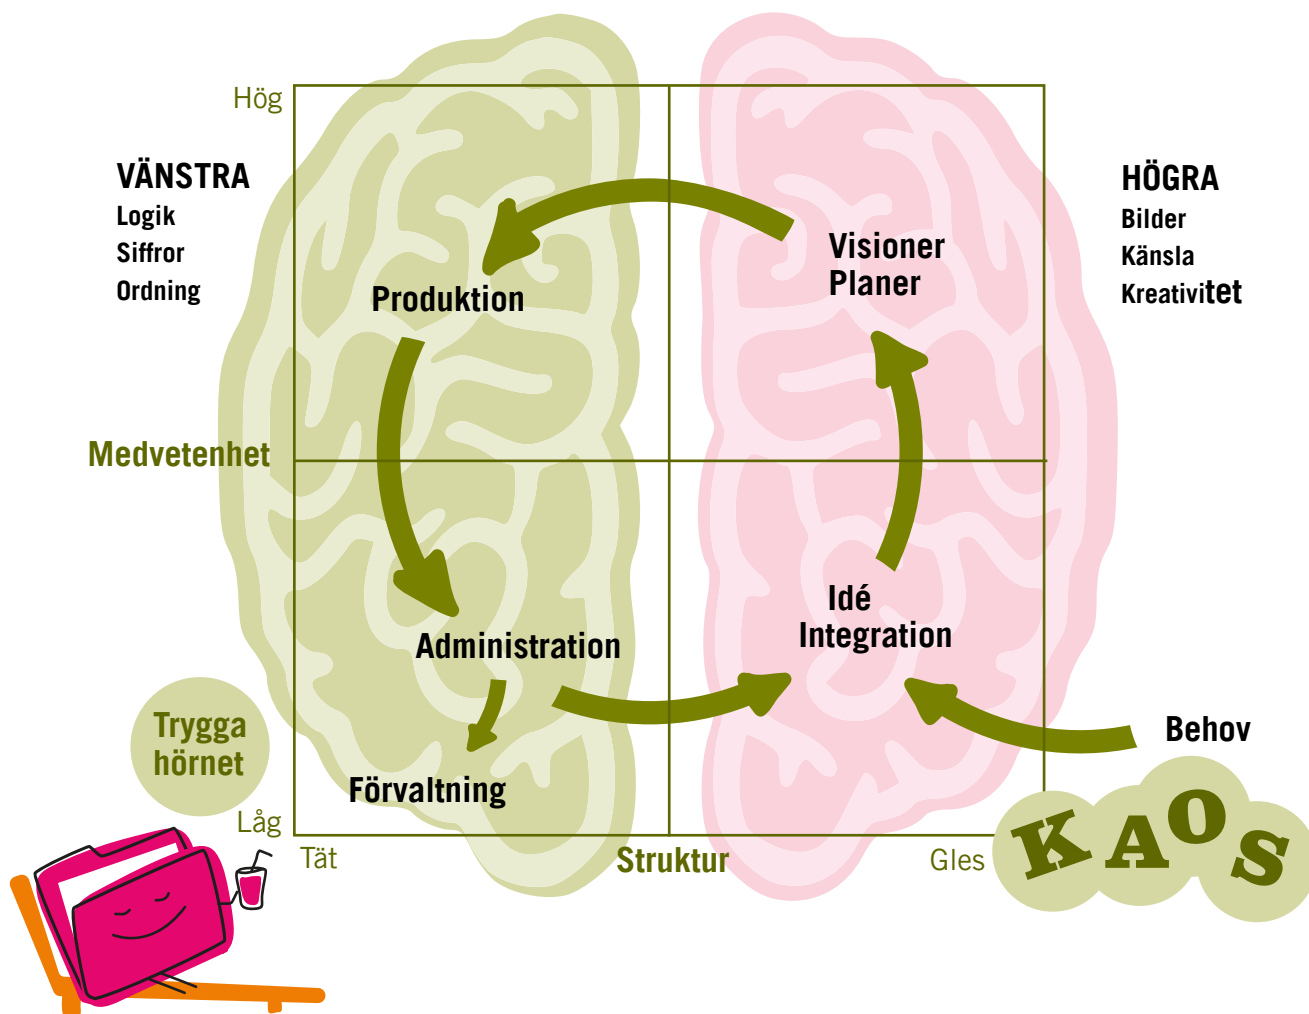 Hög
VÄNSTRA
Logik
Siffror
Ordning
HÖGRA
Bilder
Känsla
Kreativitet
Visioner
Planer
Produktion
Medvetenhet
Idé
Integration
Administration
Trygga
hörnet
Behov
Förvaltning
Låg
Tät
Struktur
Gles
KAOS